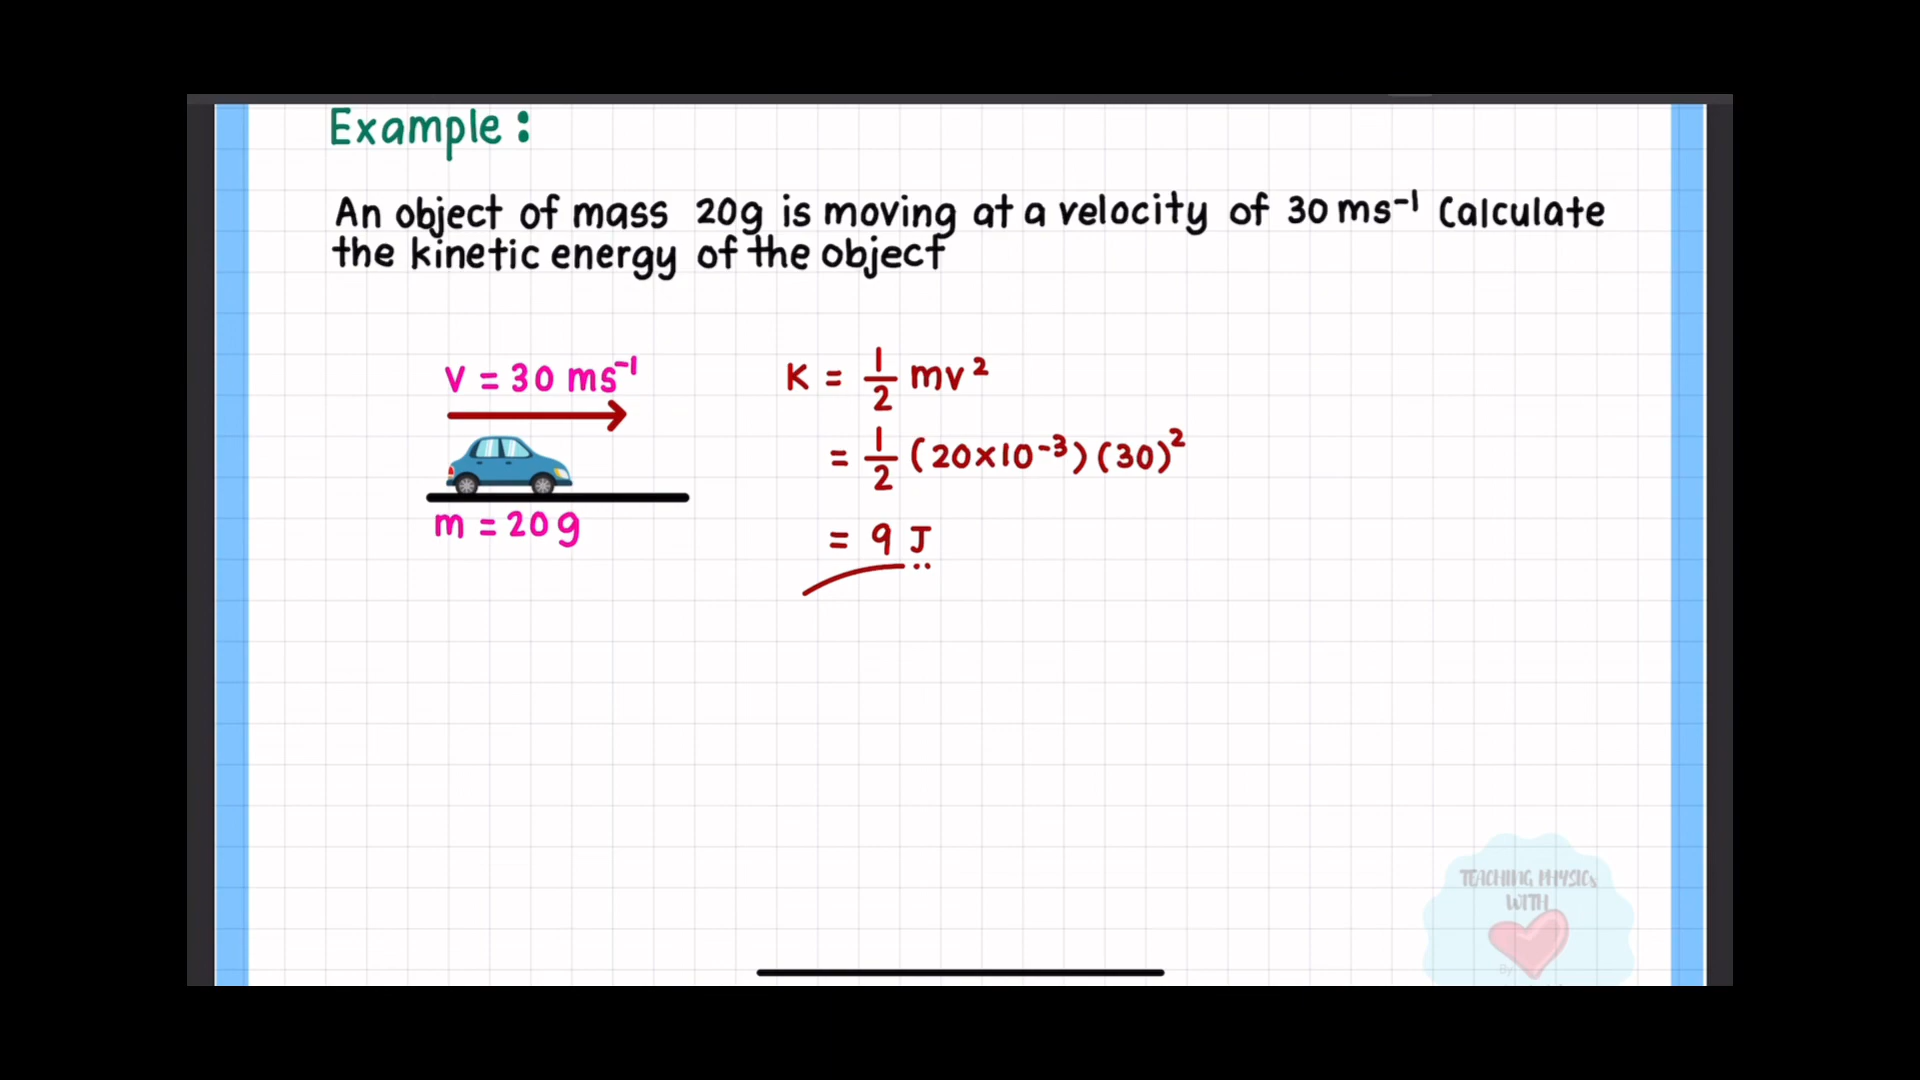 Example :
An object of mass 20g is moving at a velocity of 30 ms⁻¹ Calculate
the kinetic energy of the object
v = 30 ms⁻¹
m = 20 g
K = 1/2 mv²
= 1/2 (20×10⁻³) (30)²
= 9 J
TEACHING PHYSICS
WITH
By